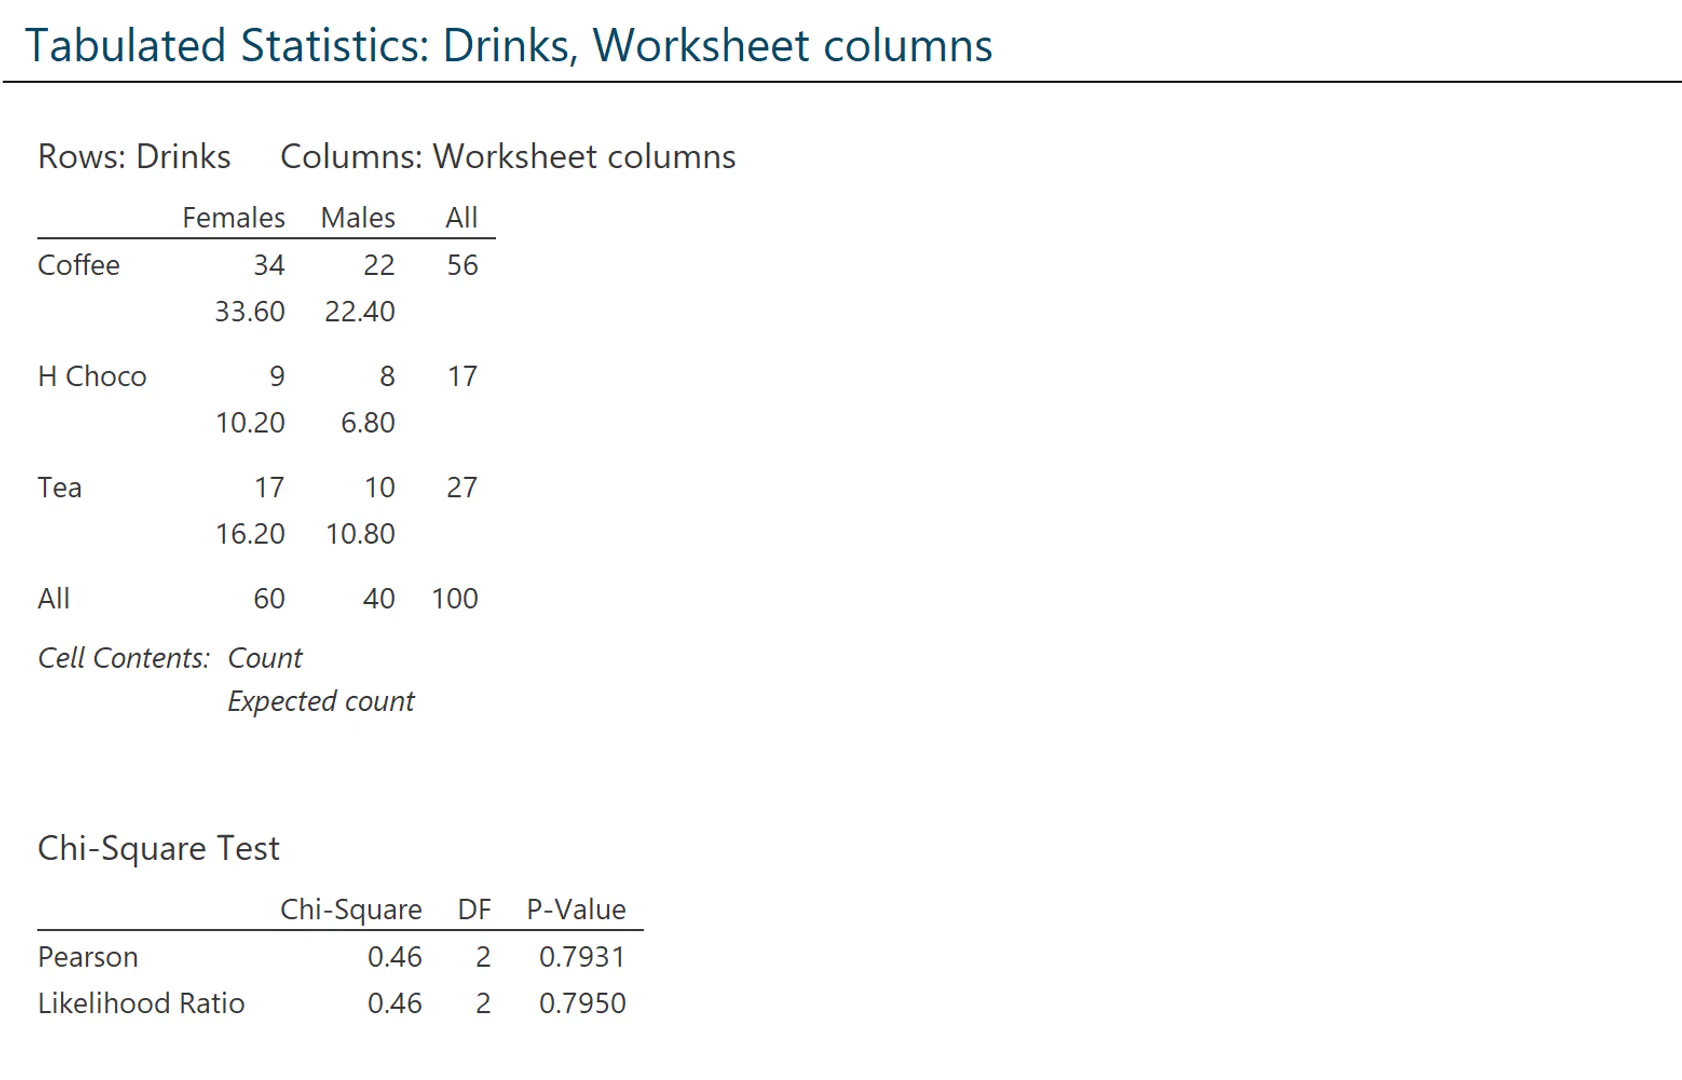 Tabulated Statistics: Drinks, Worksheet columns
Rows: Drinks Columns: Worksheet columns
Females Males All
Coffee 34 22 56
33.60 22.40
H Choco 9 8 17
10.20 6.80
Tea 17 10 27
16.20 10.80
All 60 40 100
Cell Contents: Count
Expected count
Chi-Square Test
Chi-Square DF P-Value
Pearson 0.46 2 0.7931
Likelihood Ratio 0.46 2 0.7950